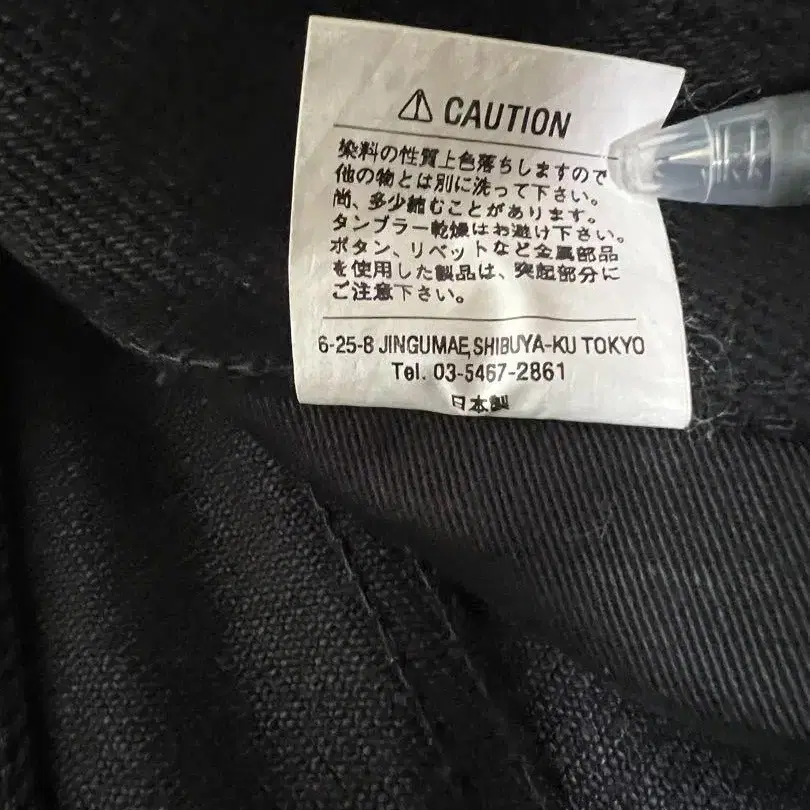 ⚠ CAUTION
染料の性質上色落ちしますので
他の物とは別に洗って下さい。
尚、多少縮むことがあります。
タンブラー乾燥はお避け下い。
ボタン、リベットなど金属部品
を使用した製品は、突起部分に
ご注意下さい。
6-25-8 JINGUMAE, SHIBUYA-KU TOKYO
Tel. 03-5467-2861
日本製